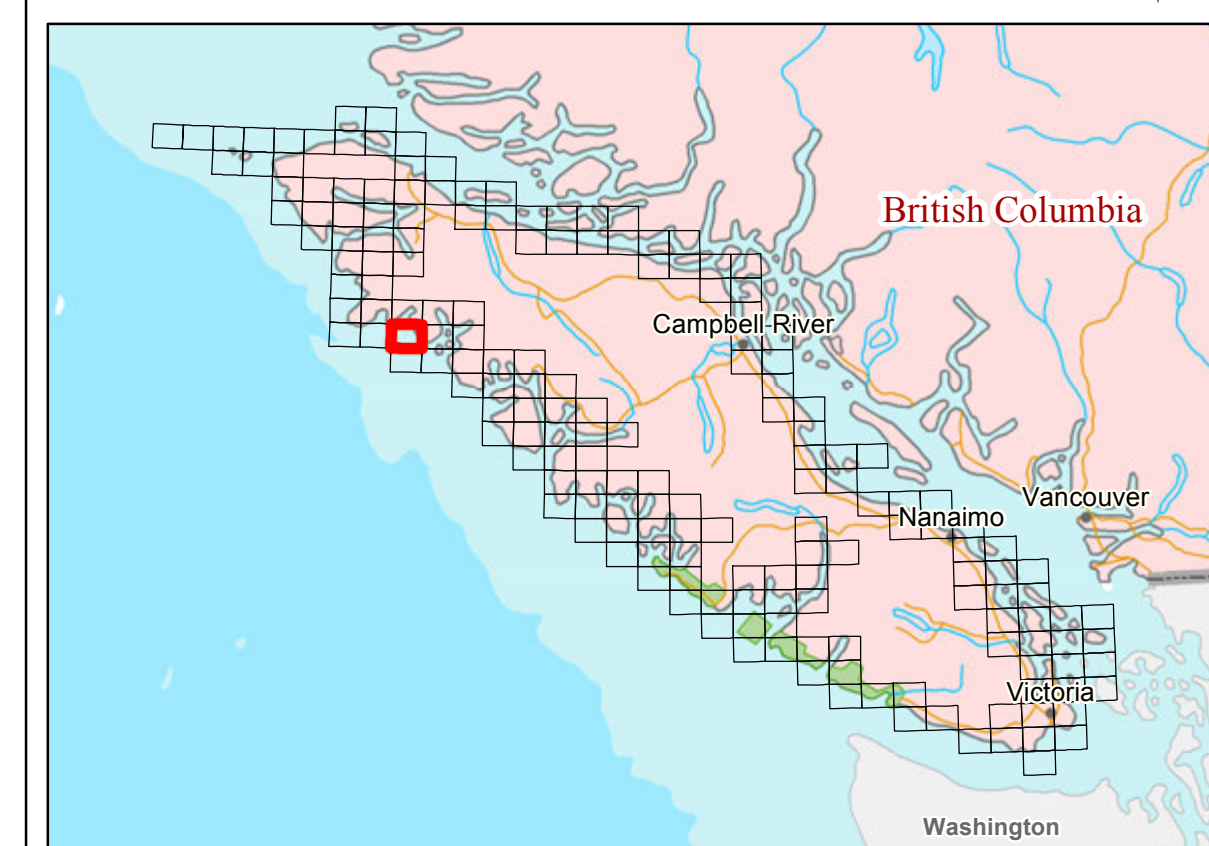 British Columbia
Campbell River
Vancouver
Nanaimo
Victoria
Washington